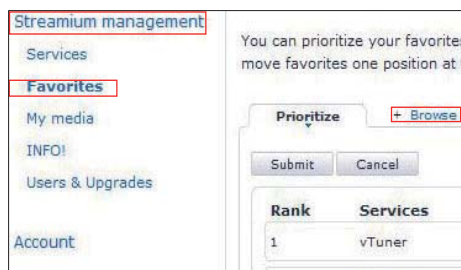 Streamium management
Services
Favorites
My media
INFO!
Users & Upgrades
Account
You can prioritize your favorites
move favorites one position at
Prioritize
+ Browse
Submit
Cancel
Rank Services
1 vTuner